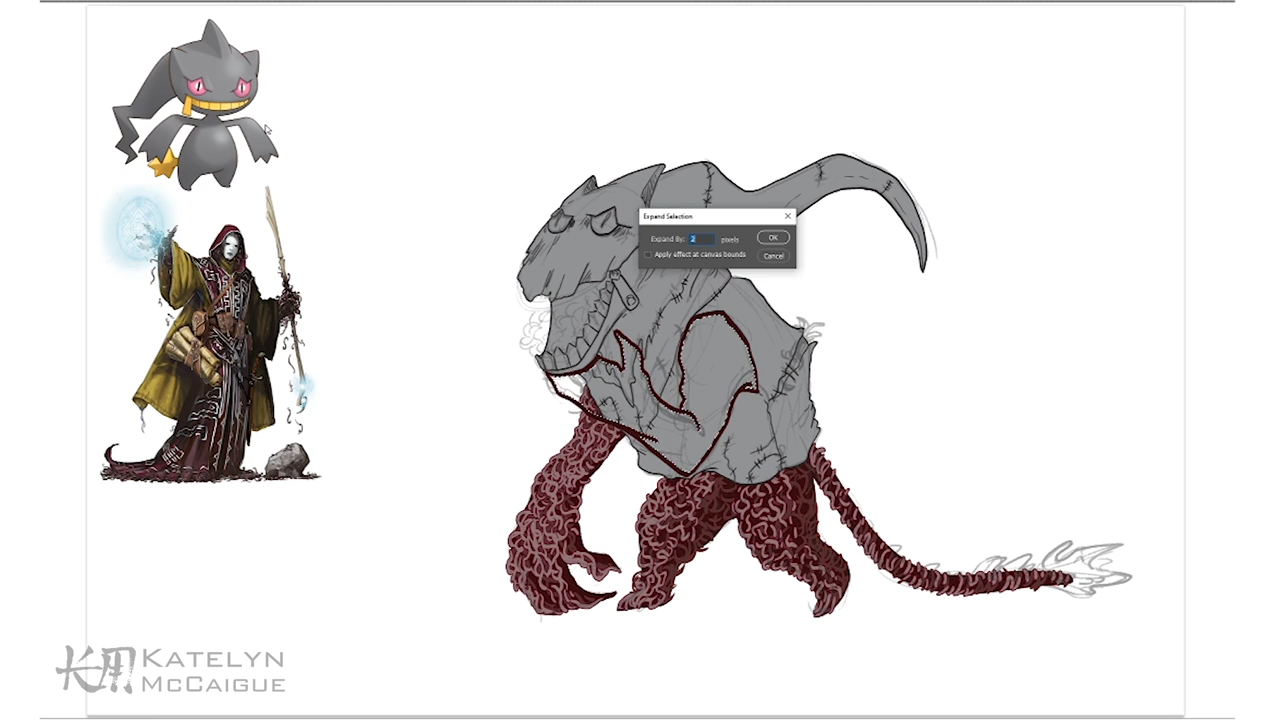 Expand Selection
Expand By: 2 pixels
OK
Apply effect at canvas bounds
Cancel
KATELYN
MCCAIGUE